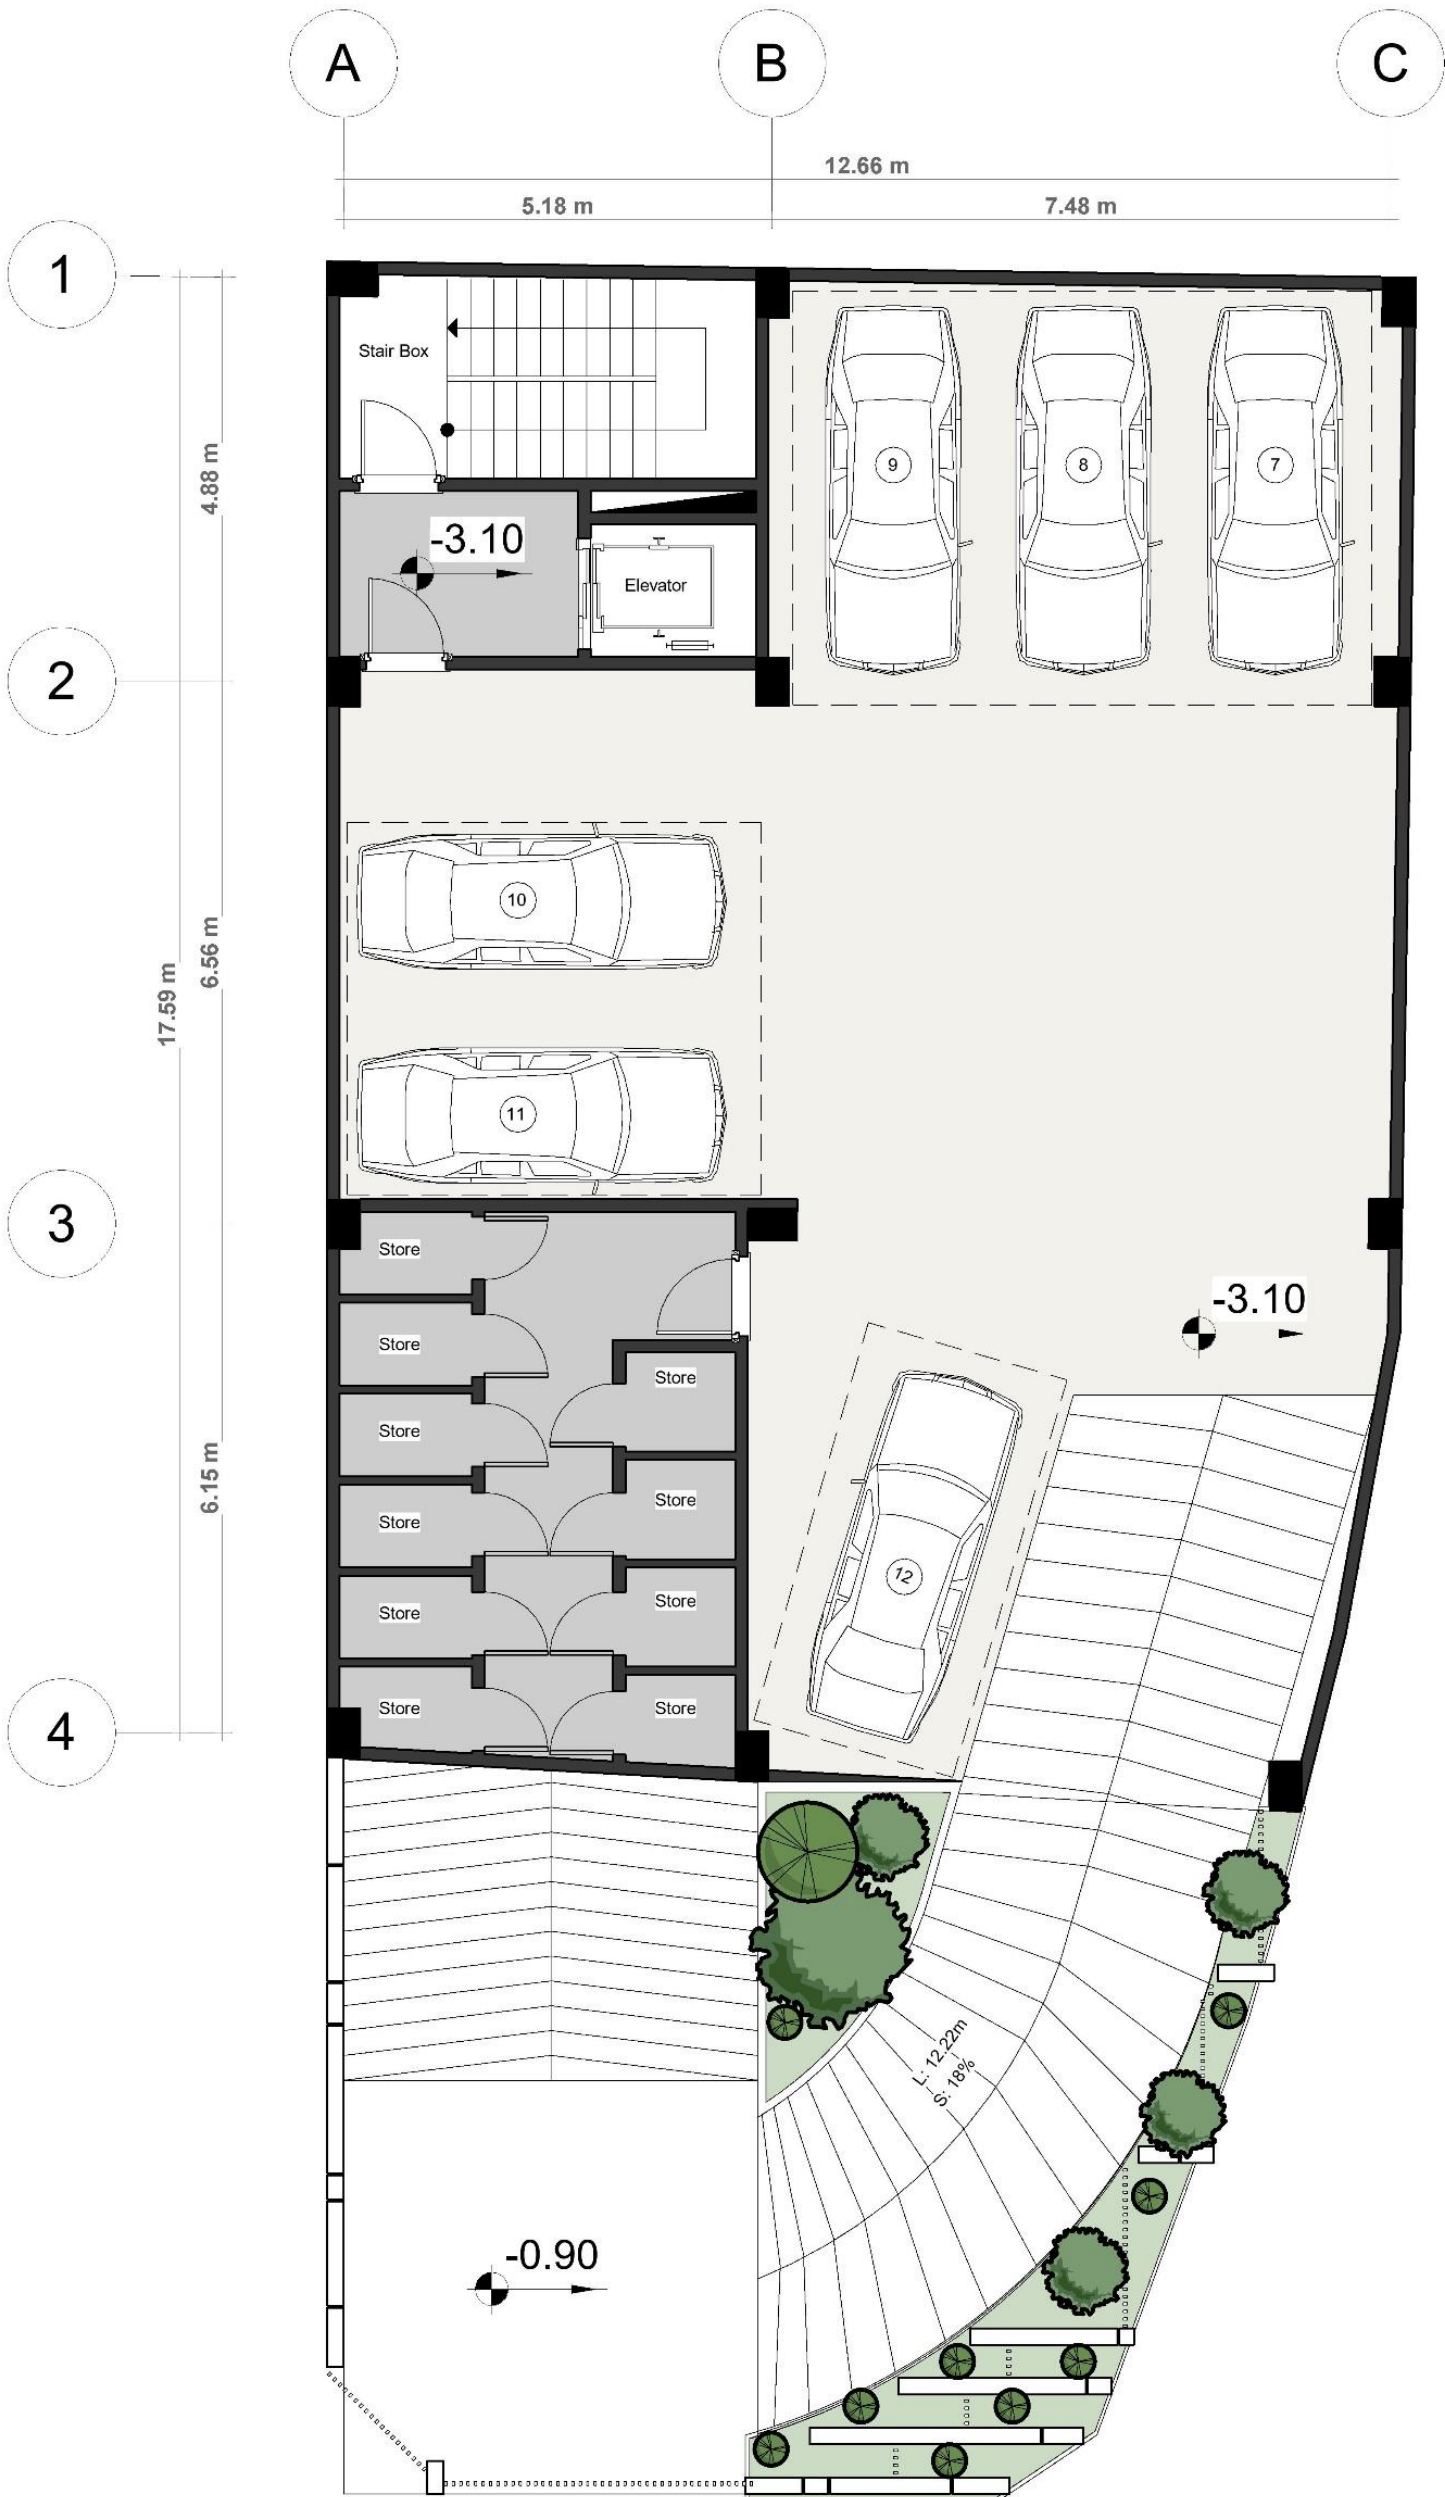 A
B
C
12.66 m
5.18 m
7.48 m
1
Stair Box
4.88 m
9
8
7
-3.10
Elevator
2
10
6.56 m
17.59 m
11
3
Store
-3.10
Store
Store
Store
6.15 m
Store
Store
12
Store
Store
Store
Store
4
L: 12.22m
S: 18%
-0.90